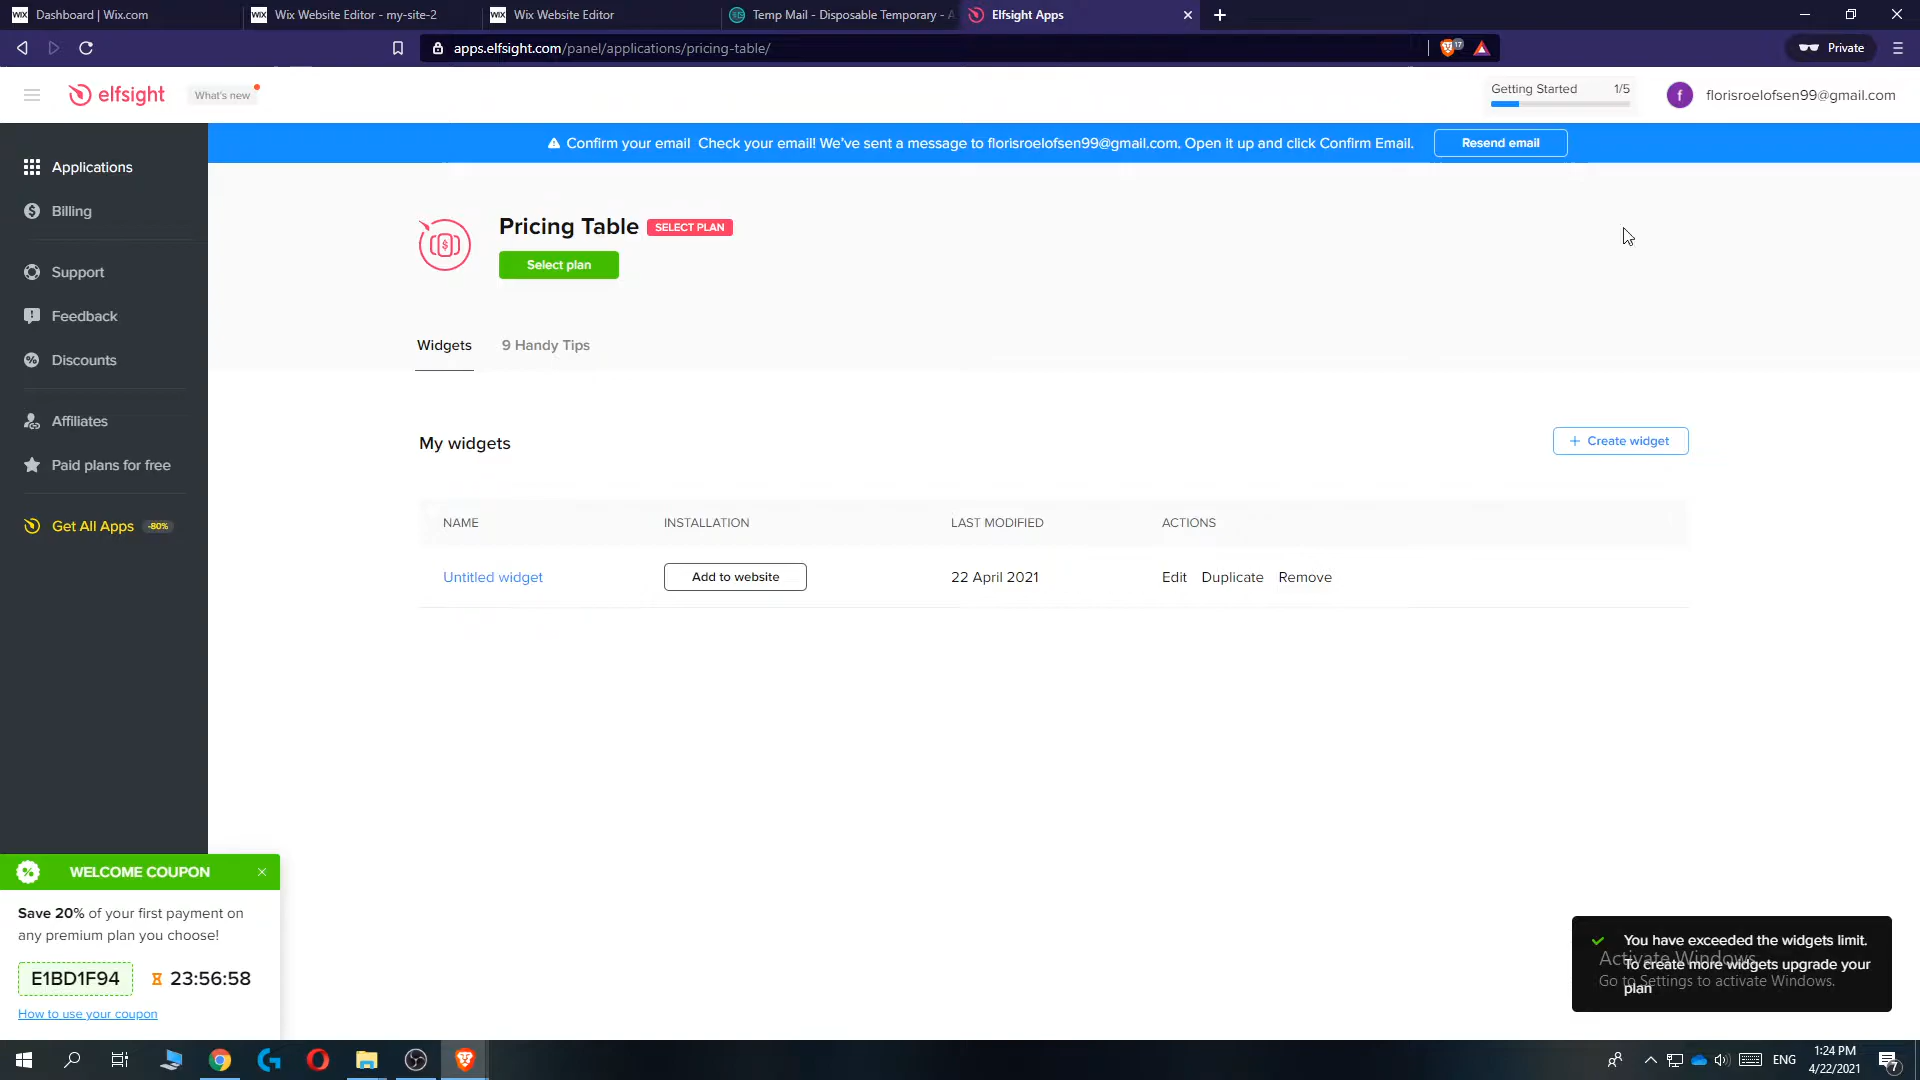 Dashboard | Wix.com
Wix Website Editor - my-site-2
Wix Website Editor
Temp Mail - Disposable Temporary - A
Elfsight Apps
apps.elfsight.com/panel/applications/pricing-table/
17
Private
elfsight
What's new
Getting Started 1/5
f
florisroelofsen99@gmail.com
Confirm your email Check your email! We've sent a message to florisroelofsen99@gmail.com. Open it up and click Confirm Email.
Resend email
Applications
Billing
Support
Feedback
Discounts
Affiliates
Paid plans for free
Get All Apps -80%
Pricing Table SELECT PLAN
Select plan
Widgets
9 Handy Tips
My widgets
+ Create widget
NAME INSTALLATION LAST MODIFIED ACTIONS
Untitled widget Add to website 22 April 2021 Edit Duplicate Remove
WELCOME COUPON
Save 20% of your first payment on
any premium plan you choose!
E1BD1F94 23:56:58
How to use your coupon
You have exceeded the widgets limit.
To create more widgets upgrade your
plan
Activate Windows
Go to Settings to activate Windows.
ENG
1:24 PM
4/22/2021
7